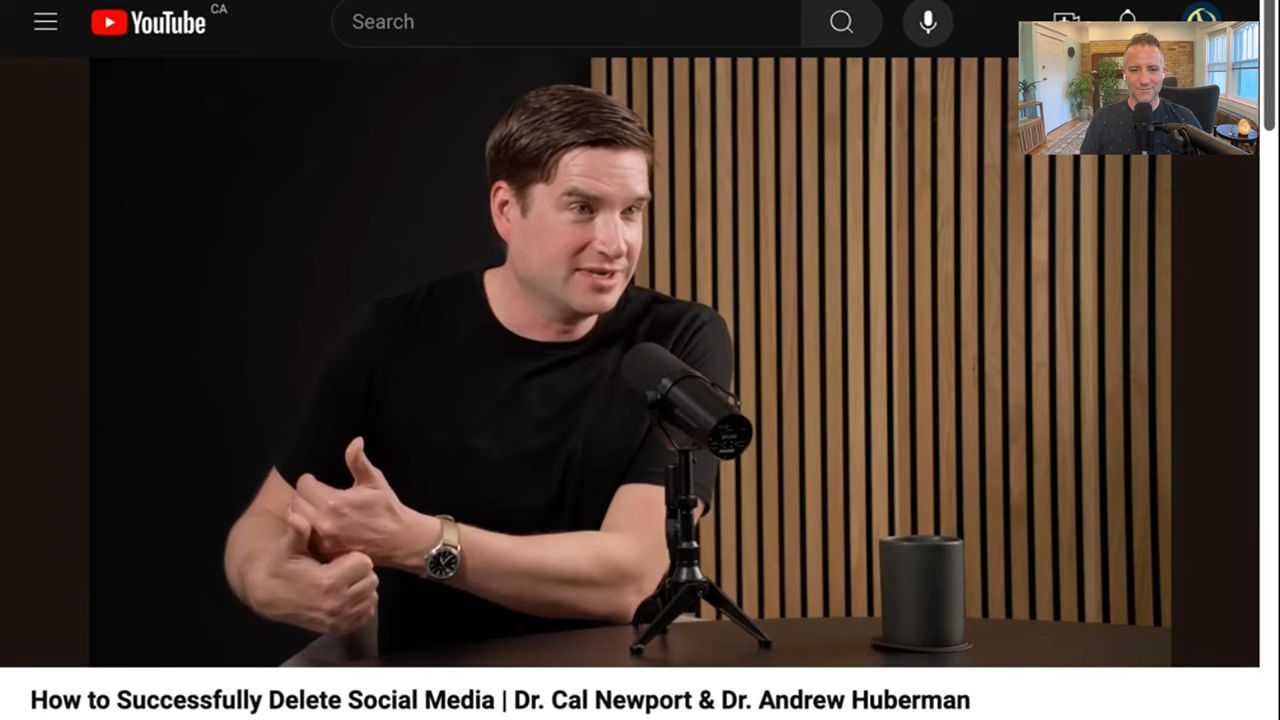 YouTube CA
Search
How to Successfully Delete Social Media | Dr. Cal Newport & Dr. Andrew Huberman